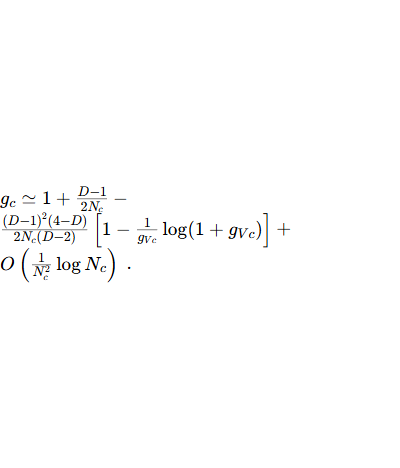 $g_c \simeq 1 + \frac{D-1}{2N_c} -$
$\frac{(D-1)^2(4-D)}{2N_c(D-2)} \left[ 1 - \frac{1}{g_{Vc}} \log(1 + g_{Vc}) \right] +$
$O\left( \frac{1}{N_c^2} \log N_c \right) \ .$